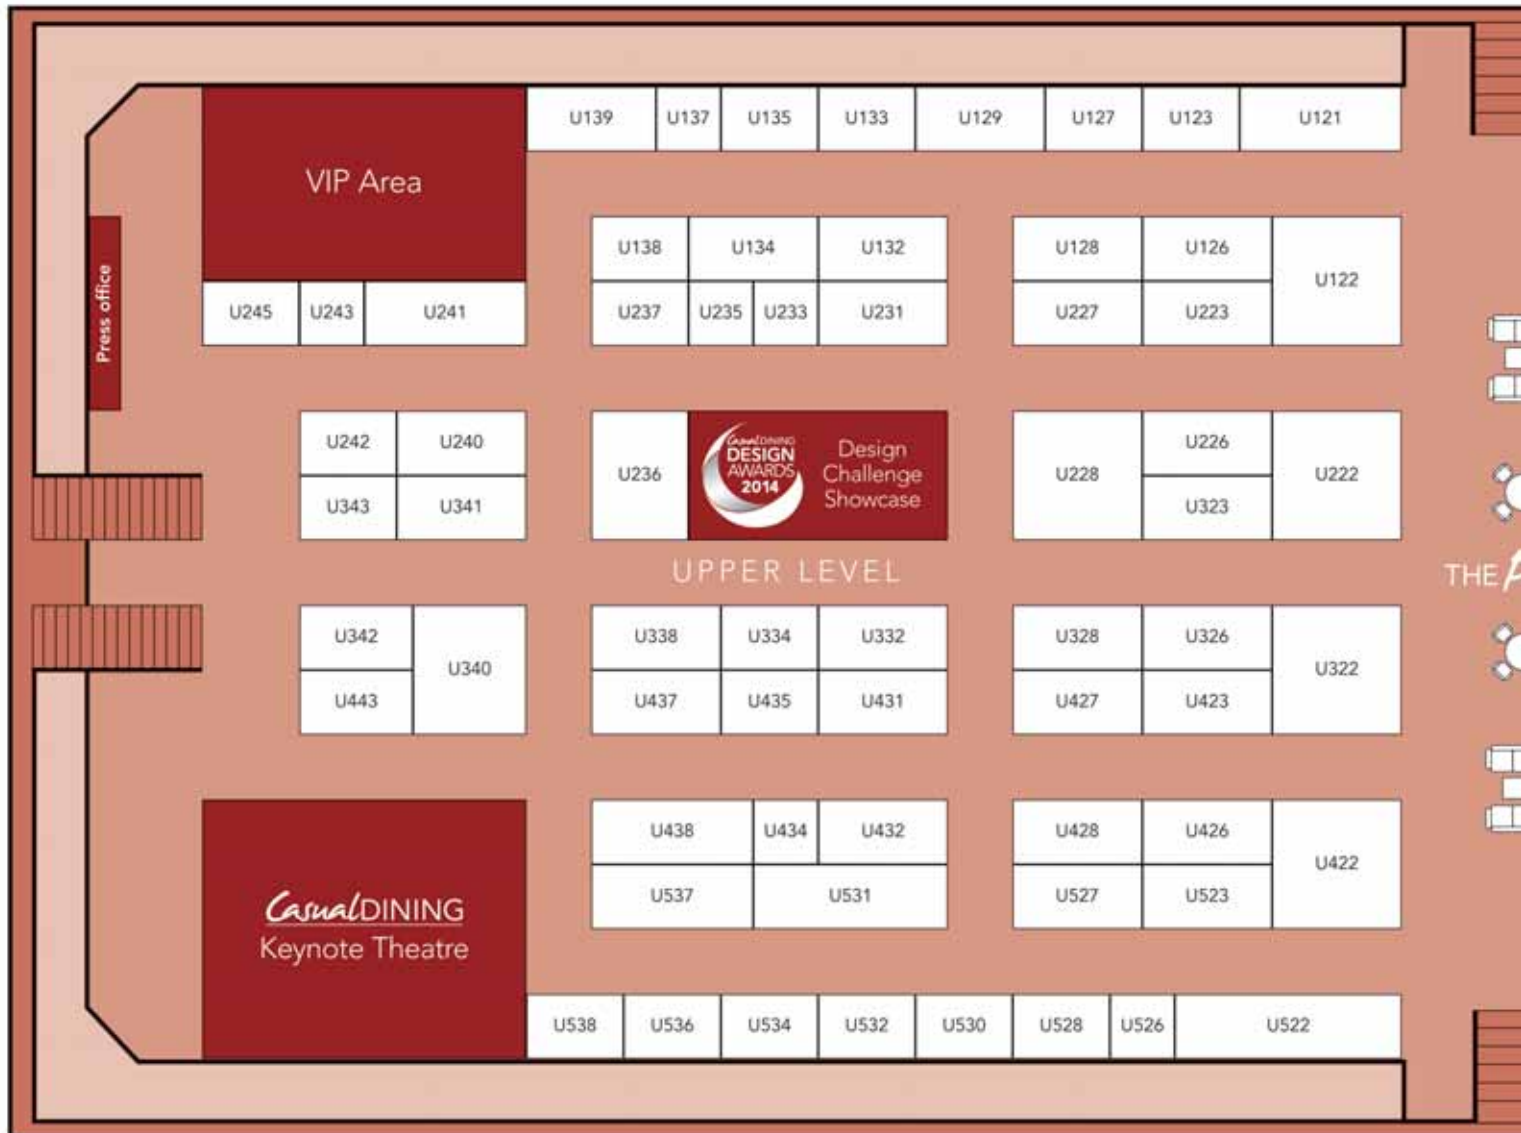 U139 U137 U135 U133 U129 U127 U123 U121
VIP Area
U138 U134 U132 U128 U126 U122
Press office
U245 U243 U241 U237 U235 U233 U231 U227 U223
U242 U240 U236
CasualDINING
DESIGN
AWARDS
2014
Design
Challenge
Showcase
U228 U226 U222
U343 U341 U323
UPPER LEVEL
THE
U342 U340 U338 U334 U332 U328 U326 U322
U443 U437 U435 U431 U427 U423
U438 U434 U432 U428 U426 U422
U537 U531 U527 U523
CasualDINING
Keynote Theatre
U538 U536 U534 U532 U530 U528 U526 U522